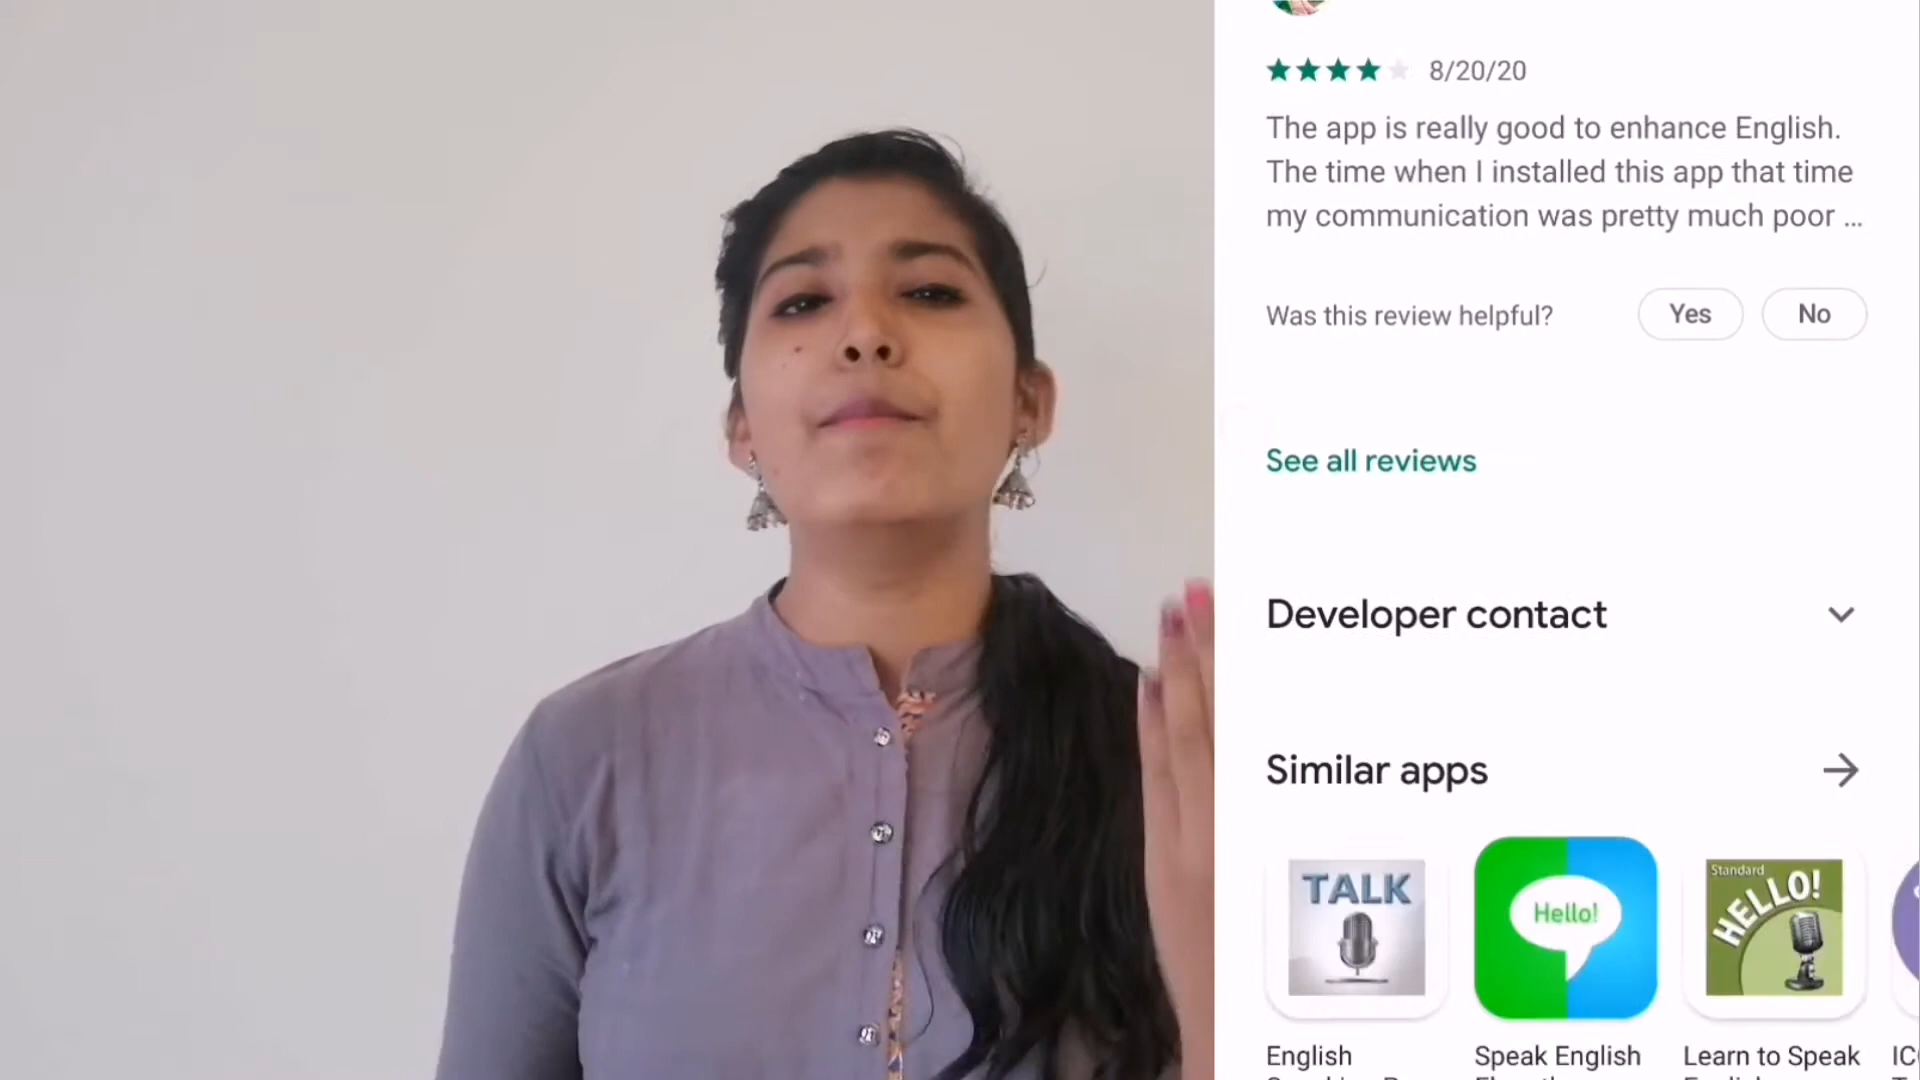 8/20/20
The app is really good to enhance English.
The time when I installed this app that time
my communication was pretty much poor ...
Was this review helpful?
Yes
No
See all reviews
Developer contact
Similar apps
TALK
Hello!
Standard
HELLO!
English
Speak English
Learn to Speak